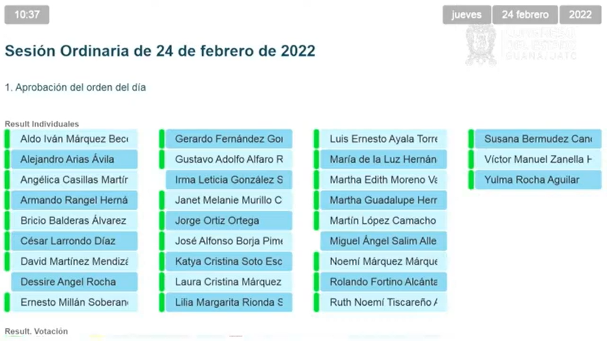 10:37
jueves 24 febrero 2022
GUANAJUATO
Sesión Ordinaria de 24 de febrero de 2022
1. Aprobación del orden del día
Result Individuales
Aldo Iván Márquez Bece
Alejandro Arias Ávila
Angélica Casillas Martír
Armando Rangel Herná
Bricio Balderas Álvarez
César Larrondo Díaz
David Martínez Mendizá
Dessire Angel Rocha
Ernesto Millán Soberan
Gerardo Fernández Gor
Gustavo Adolfo Alfaro R
Irma Leticia González S
Janet Melanie Murillo C
Jorge Ortiz Ortega
José Alfonso Borja Pime
Katya Cristina Soto Esc
Laura Cristina Márquez
Lilia Margarita Rionda S
Luis Ernesto Ayala Torre
María de la Luz Hernán
Martha Edith Moreno Va
Martha Guadalupe Herr
Martín López Camacho
Miguel Ángel Salim Alle
Noemí Márquez Márque
Rolando Fortino Alcánta
Ruth Noemí Tiscareño A
Susana Bermudez Can
Víctor Manuel Zanella H
Yulma Rocha Aguilar
Result. Votación